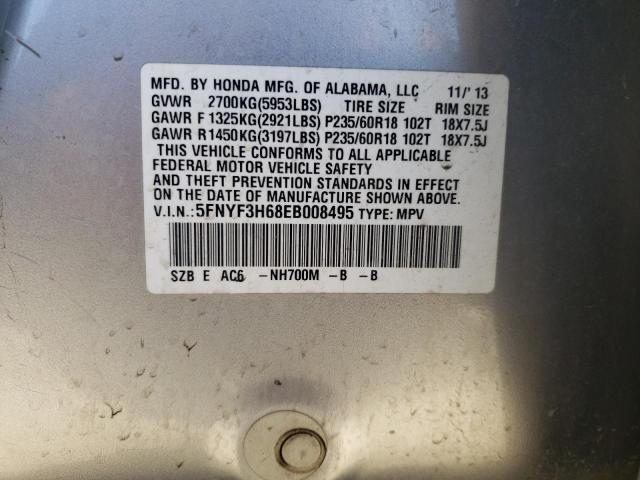 MFD. BY HONDA MFG. OF ALABAMA, LLC 11/'13
GVWR 2700KG(5953LBS) TIRE SIZE RIM SIZE
GAWR F 1325KG(2921LBS) P235/60R18 102T 18X7.5J
GAWR R1450KG(3197LBS) P235/60R18 102T 18X7.5J
THIS VEHICLE CONFORMS TO ALL APPLICABLE
FEDERAL MOTOR VEHICLE SAFETY
AND THEFT PREVENTION STANDARDS IN EFFECT
ON THE DATE OF MANUFACTURE SHOWN ABOVE.
V.I.N.: 5FNYF3H68EB008495 TYPE: MPV
SZB E AC6 -NH700M -B -B